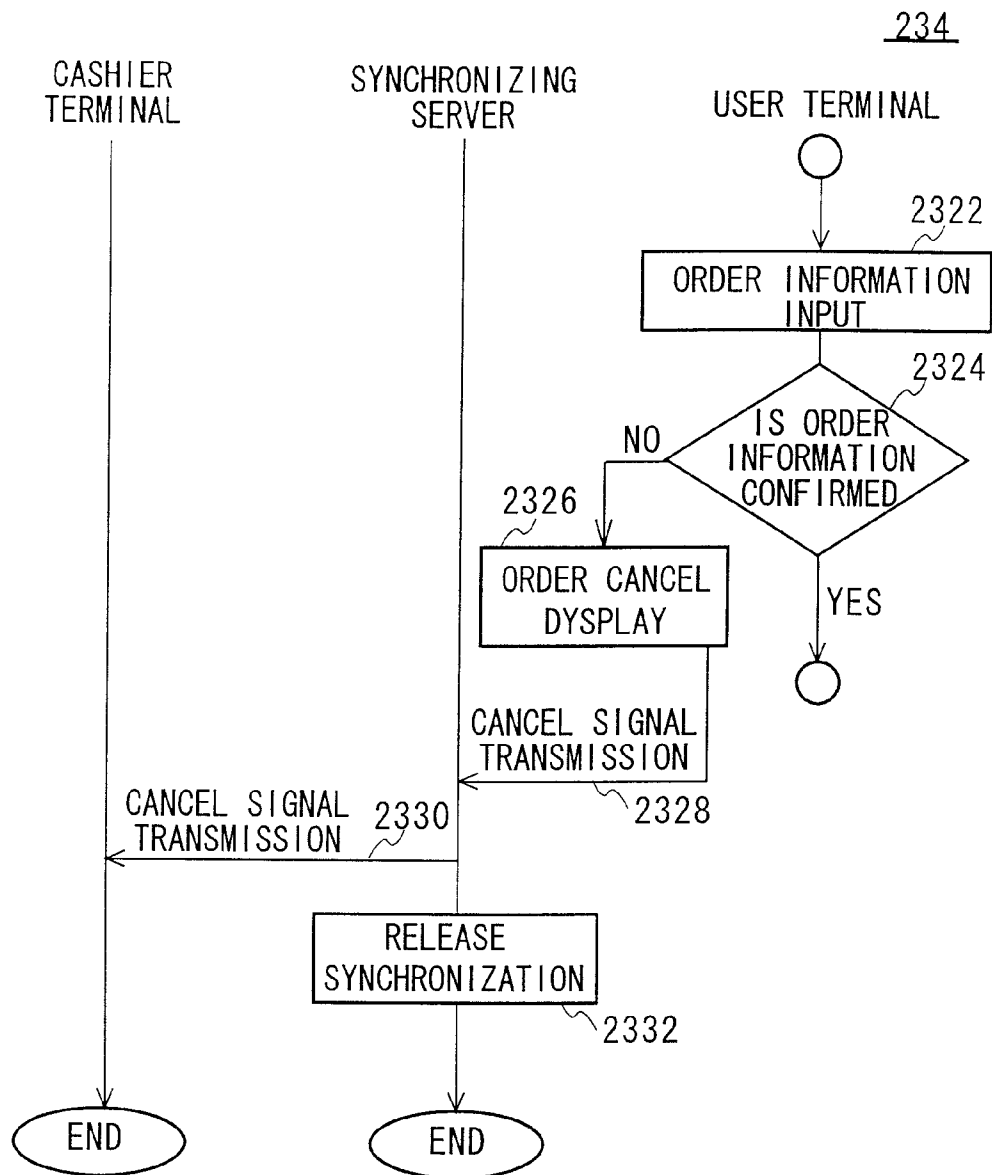 234
CASHIER
TERMINAL
SYNCHRONIZING
SERVER
USER TERMINAL
2322
ORDER INFORMATION
INPUT
2324
IS ORDER
INFORMATION
CONFIRMED
NO
2326
ORDER CANCEL
DYSPLAY
YES
CANCEL SIGNAL
TRANSMISSION
2328
CANCEL SIGNAL
TRANSMISSION
2330
RELEASE
SYNCHRONIZATION
2332
END
END